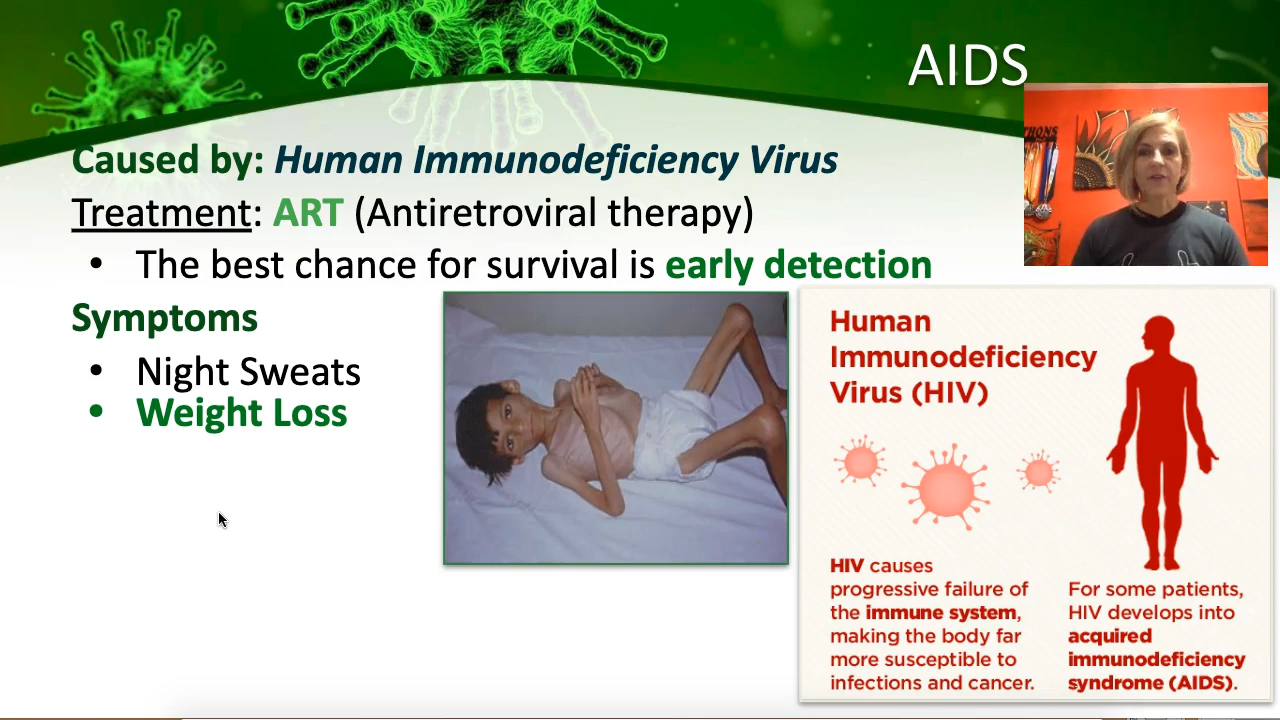 AIDS
Caused by: Human Immunodeficiency Virus
Treatment: ART (Antiretroviral therapy)
• The best chance for survival is early detection
Symptoms
• Night Sweats
• Weight Loss
Human
Immunodeficiency
Virus (HIV)
HIV causes
progressive failure of
the immune system,
making the body far
more susceptible to
infections and cancer.
For some patients,
HIV develops into
acquired
immunodeficiency
syndrome (AIDS).